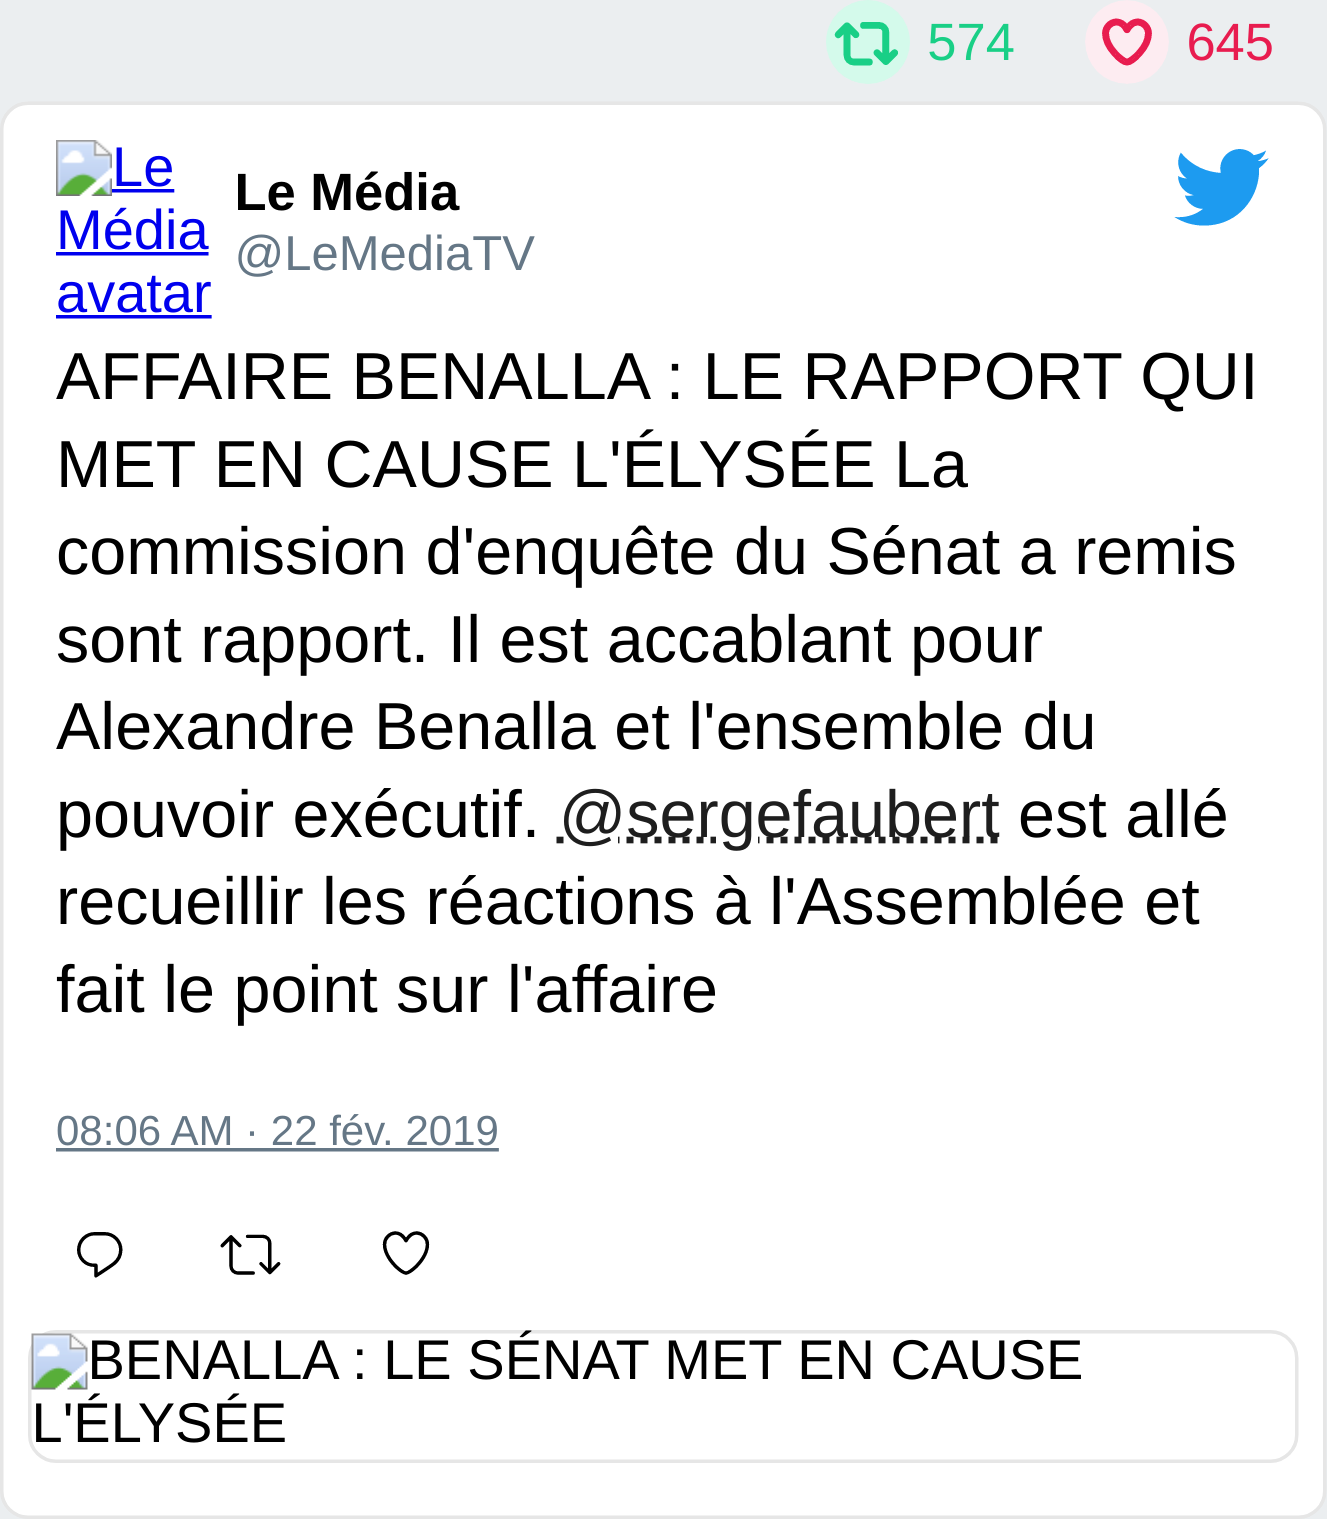 574 645
Le
Média
avatar
Le Média
@LeMediaTV
AFFAIRE BENALLA : LE RAPPORT QUI
MET EN CAUSE L'ÉLYSÉE La
commission d'enquête du Sénat a remis
sont rapport. Il est accablant pour
Alexandre Benalla et l'ensemble du
pouvoir exécutif. @sergefaubert est allé
recueillir les réactions à l'Assemblée et
fait le point sur l'affaire
08:06 AM · 22 fév. 2019
BENALLA : LE SÉNAT MET EN CAUSE
L'ÉLYSÉE